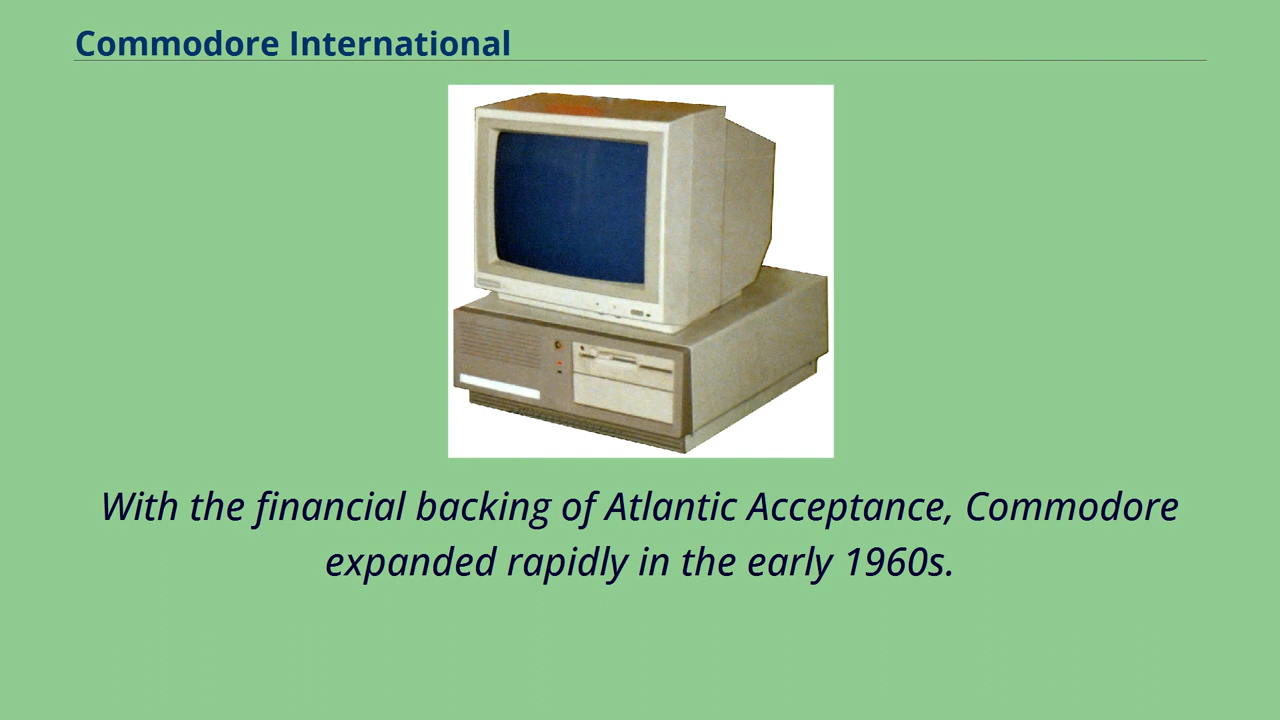 Commodore International
With the financial backing of Atlantic Acceptance, Commodore
expanded rapidly in the early 1960s.